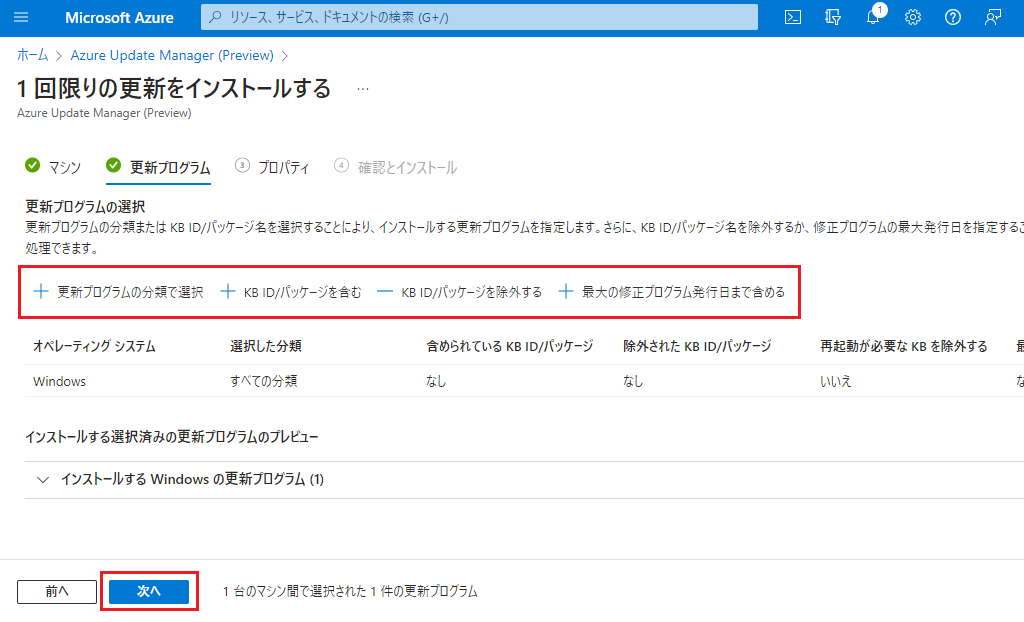 Microsoft Azure
リソース、サービス、ドキュメントの検索 (G+/)
1
ホーム > Azure Update Manager (Preview) >
1 回限りの更新をインストールする ...
Azure Update Manager (Preview)
マシン 更新プログラム 3 プロパティ 4 確認とインストール
更新プログラムの選択
更新プログラムの分類または KB ID/パッケージ名を選択することにより、インストールする更新プログラムを指定します。さらに、KB ID/パッケージ名を除外するか、修正プログラムの最大発行日を指定するこ
処理できます。
+ 更新プログラムの分類で選択 + KB ID/パッケージを含む — KB ID/パッケージを除外する + 最大の修正プログラム発行日まで含める
オペレーティング システム 選択した分類 含められている KB ID/パッケージ 除外された KB ID/パッケージ 再起動が必要な KB を除外する
Windows すべての分類 なし なし いいえ
インストールする選択済みの更新プログラムのプレビュー
インストールする Windows の更新プログラム (1)
前へ 次へ 1 台のマシン間で選択された 1 件の更新プログラム